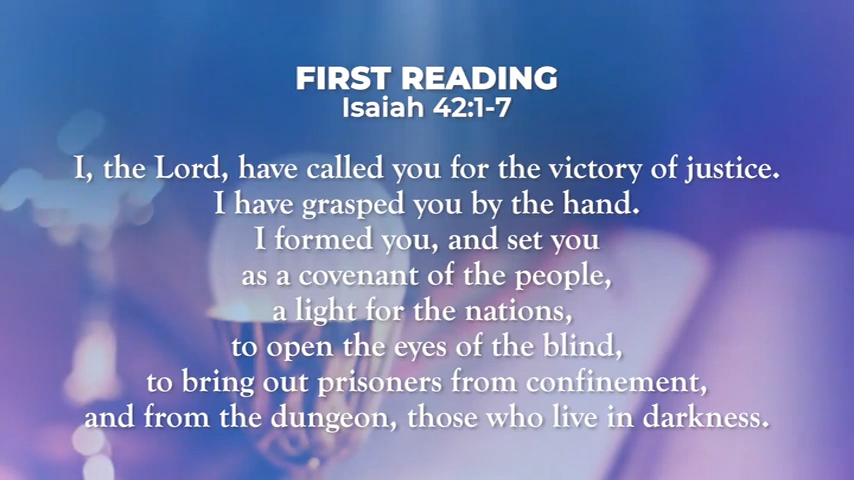 FIRST READING
Isaiah 42:1-7
I, the Lord, have called you for the victory of justice.
I have grasped you by the hand.
I formed you, and set you
as a covenant of the people,
a light for the nations,
to open the eyes of the blind,
to bring out prisoners from confinement,
and from the dungeon, those who live in darkness.